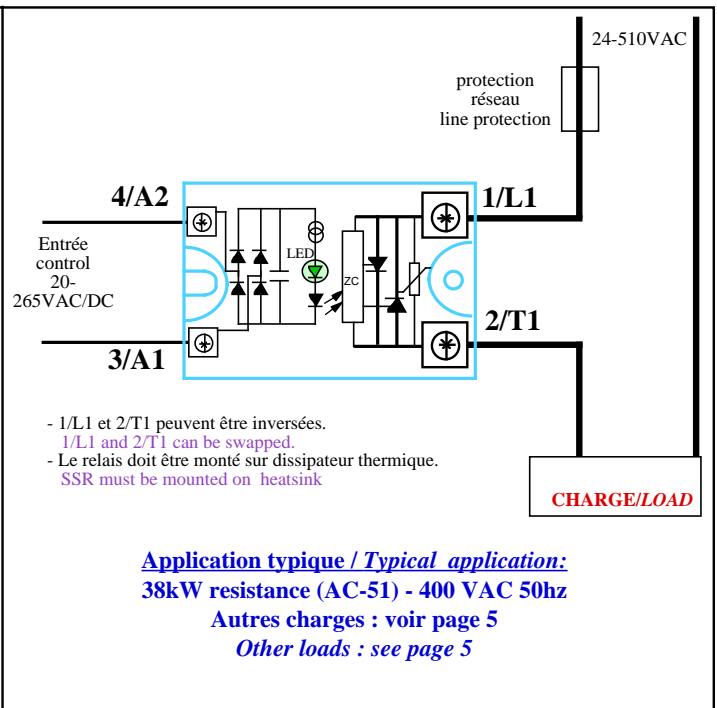 24-510VAC
protection
réseau
line protection
4/A2
1/L1
Entrée
control
20-
265VAC/DC
LED
ZC
3/A1
2/T1
- 1/L1 et 2/T1 peuvent être inversées.
1/L1 and 2/T1 can be swapped.
- Le relais doit être monté sur dissipateur thermique.
SSR must be mounted on heatsink
CHARGE/LOAD
Application typique / Typical application:
38kW resistance (AC-51) - 400 VAC 50hz
Autres charges : voir page 5
Other loads : see page 5